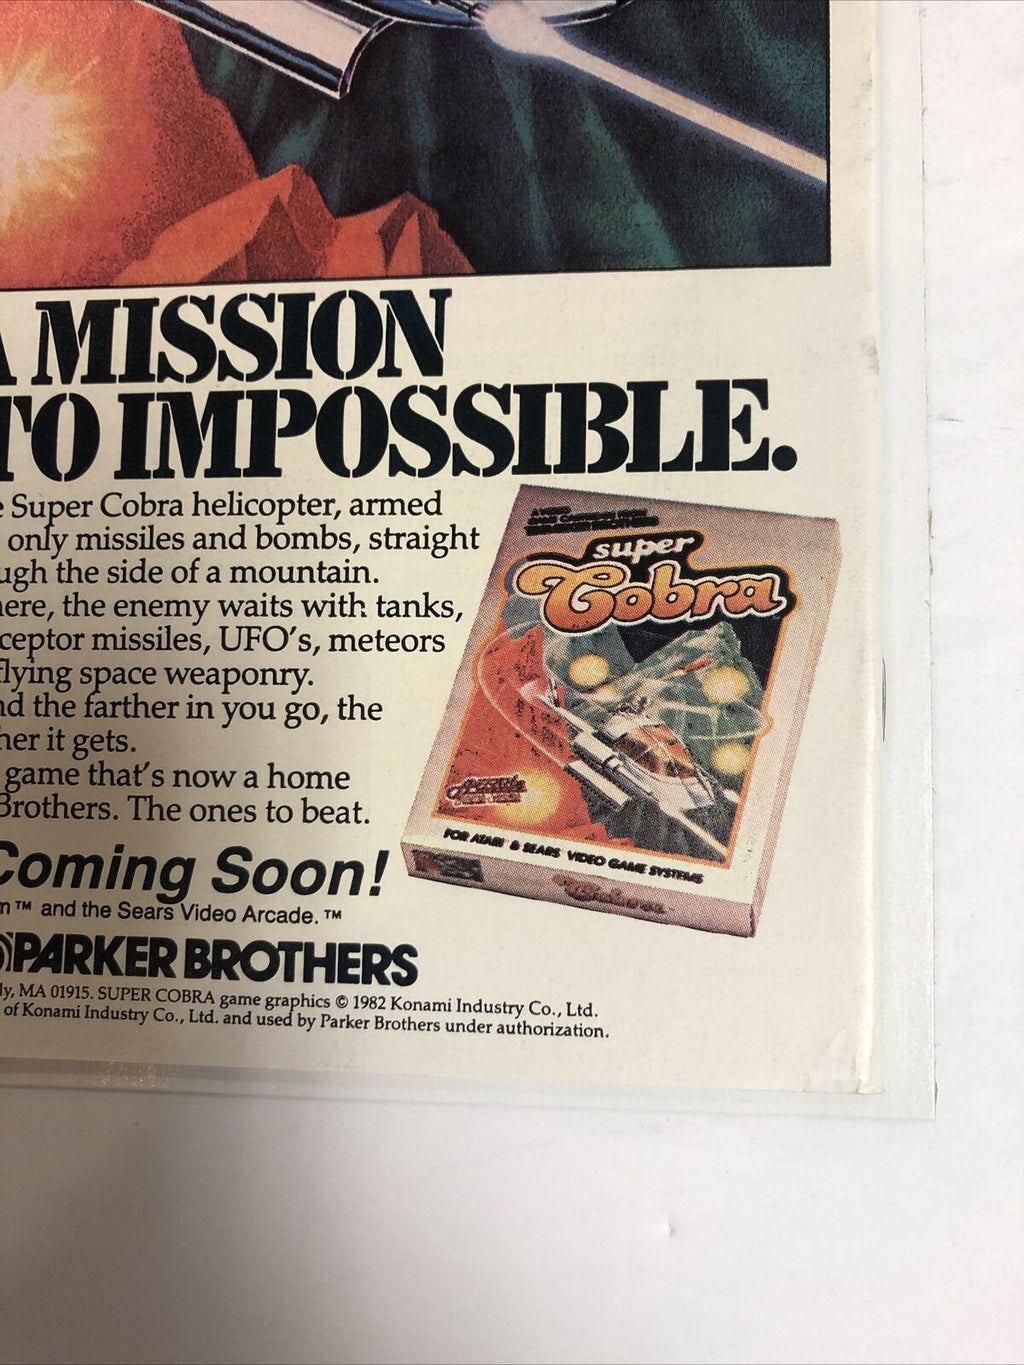 A MISSION
TO IMPOSSIBLE.
e Super Cobra helicopter, armed
only missiles and bombs, straight
ugh the side of a mountain.
ere, the enemy waits with tanks,
ceptor missiles, UFO's, meteors
flying space weaponry.
nd the farther in you go, the
her it gets.
game that's now a home
Brothers. The ones to beat.
Coming Soon!
n™ and the Sears Video Arcade.™
PARKER BROTHERS
ly, MA 01915. SUPER COBRA game graphics © 1982 Konami Industry Co., Ltd.
of Konami Industry Co., Ltd. and used by Parker Brothers under authorization.
super
Cobra
FOR ATARI & SEARS VIDEO GAME SYSTEMS